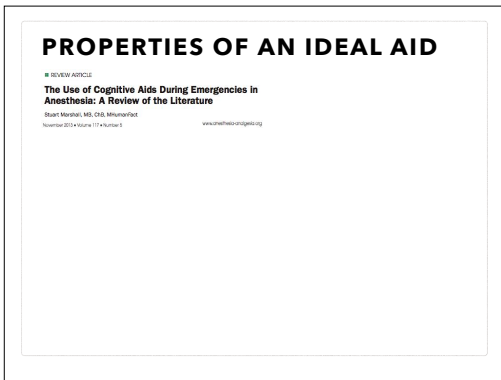 PROPERTIES OF AN IDEAL AID
■ REVIEW ARTICLE
The Use of Cognitive Aids During Emergencies in
Anesthesia: A Review of the Literature
Stuart Marshall, MB, ChB, MHumanFact
November 2013 • Volume 117 • Number 5
www.anesthesia-analgesia.org